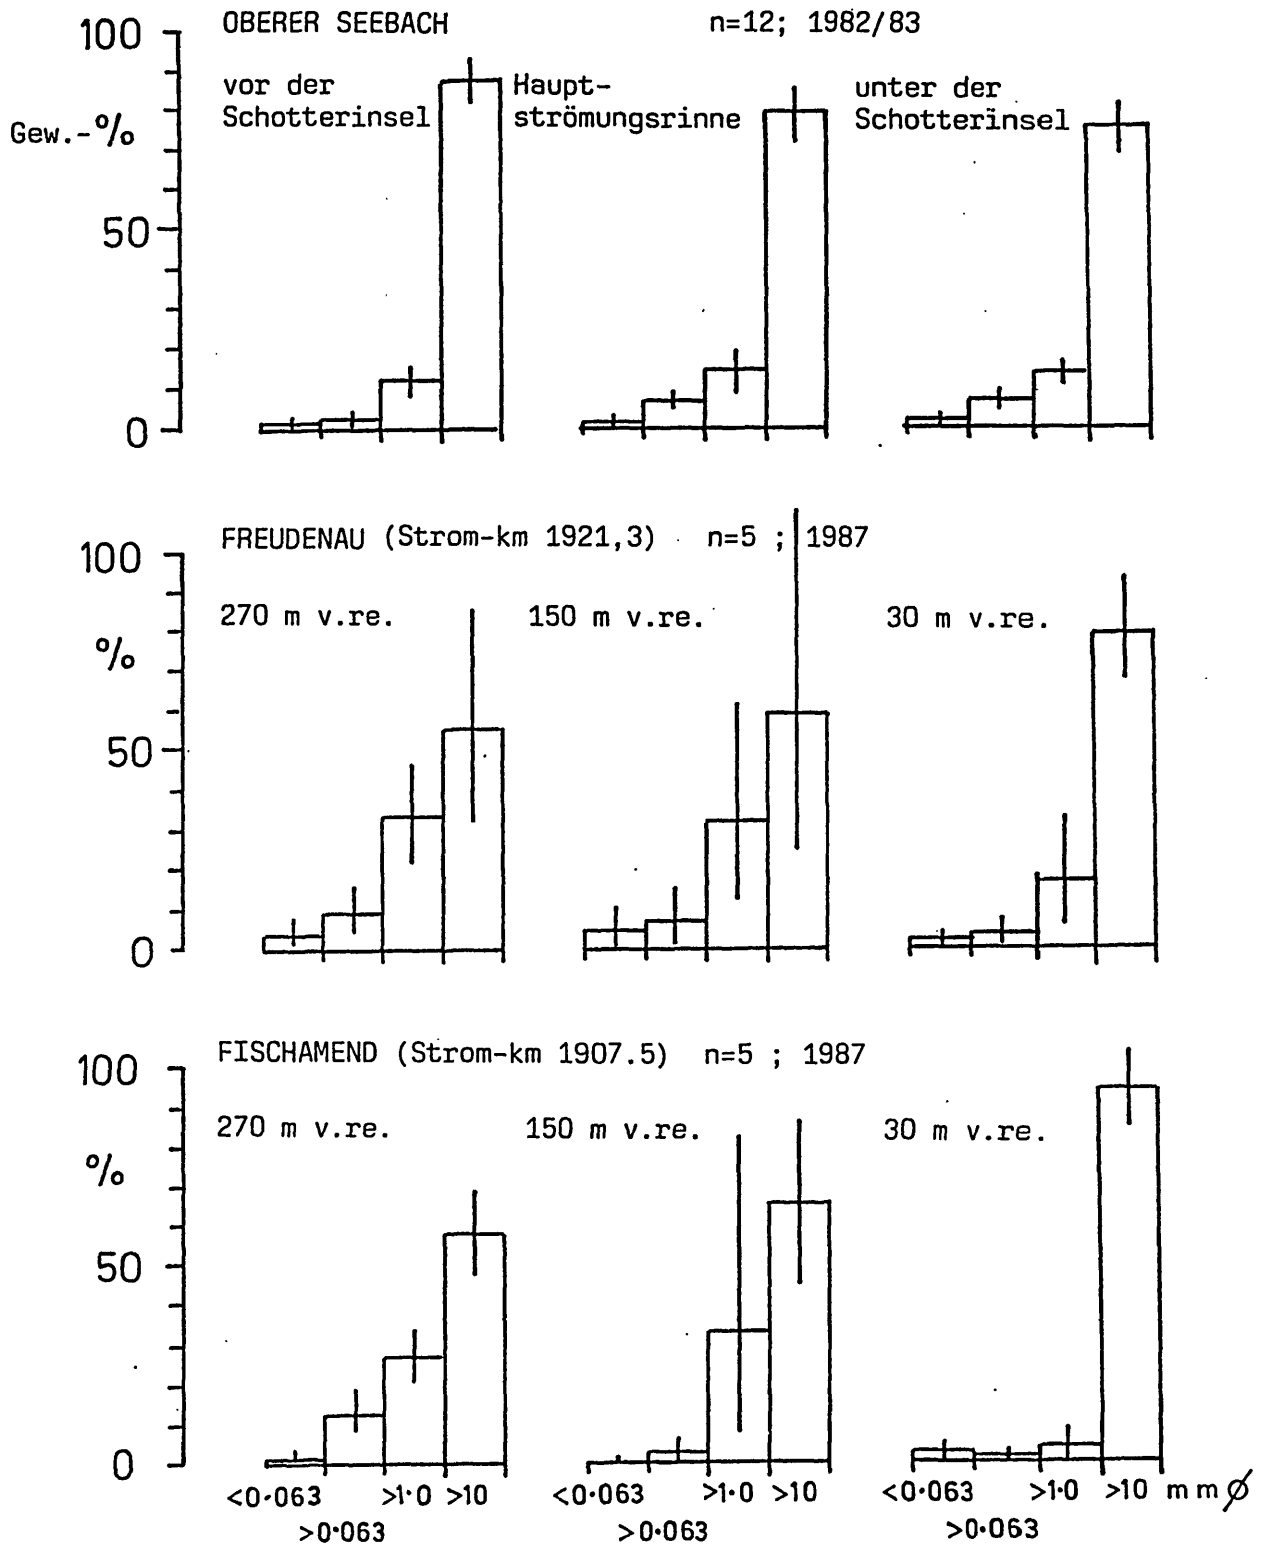 OBERER SEEBACH n=12; 1982/83
100
Gew.-%
50
0
vor der
Schotterinsel
Haupt-
strömungsrinne
unter der
Schotterinsel
FREUDENAU (Strom-km 1921,3) n=5 ; 1987
100
%
50
0
270 m v.re. 150 m v.re. 30 m v.re.
FISCHAMEND (Strom-km 1907.5) n=5 ; 1987
100
%
50
0
270 m v.re. 150 m v.re. 30 m v.re.
<0·063 >1·0 >10 <0·063 >1·0 >10 <0·063 >1·0 >10 mm∅
>0·063 >0·063 >0·063